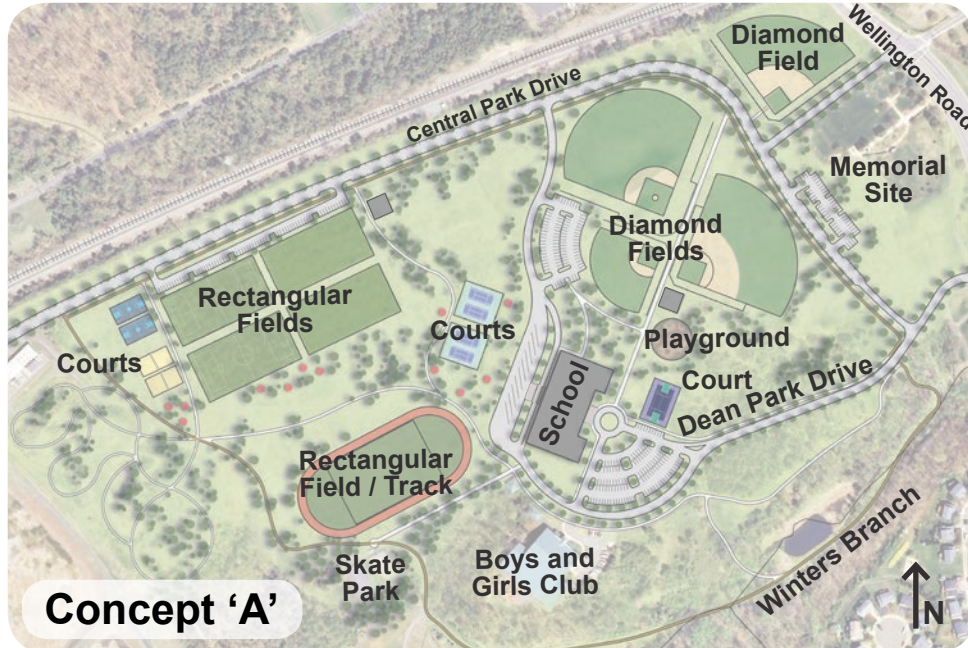 Diamond
Field
Wellington Road
Central Park Drive
Memorial
Site
Diamond
Fields
Rectangular
Fields
Courts
Courts
Playground
School
Court
Dean Park Drive
Rectangular
Field / Track
Skate
Park
Boys and
Girls Club
Winters Branch
N
Concept ‘A’